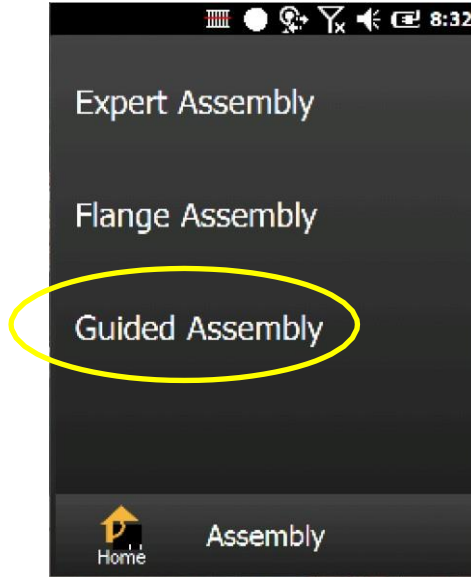 8:32
Expert Assembly
Flange Assembly
Guided Assembly
Home
Assembly